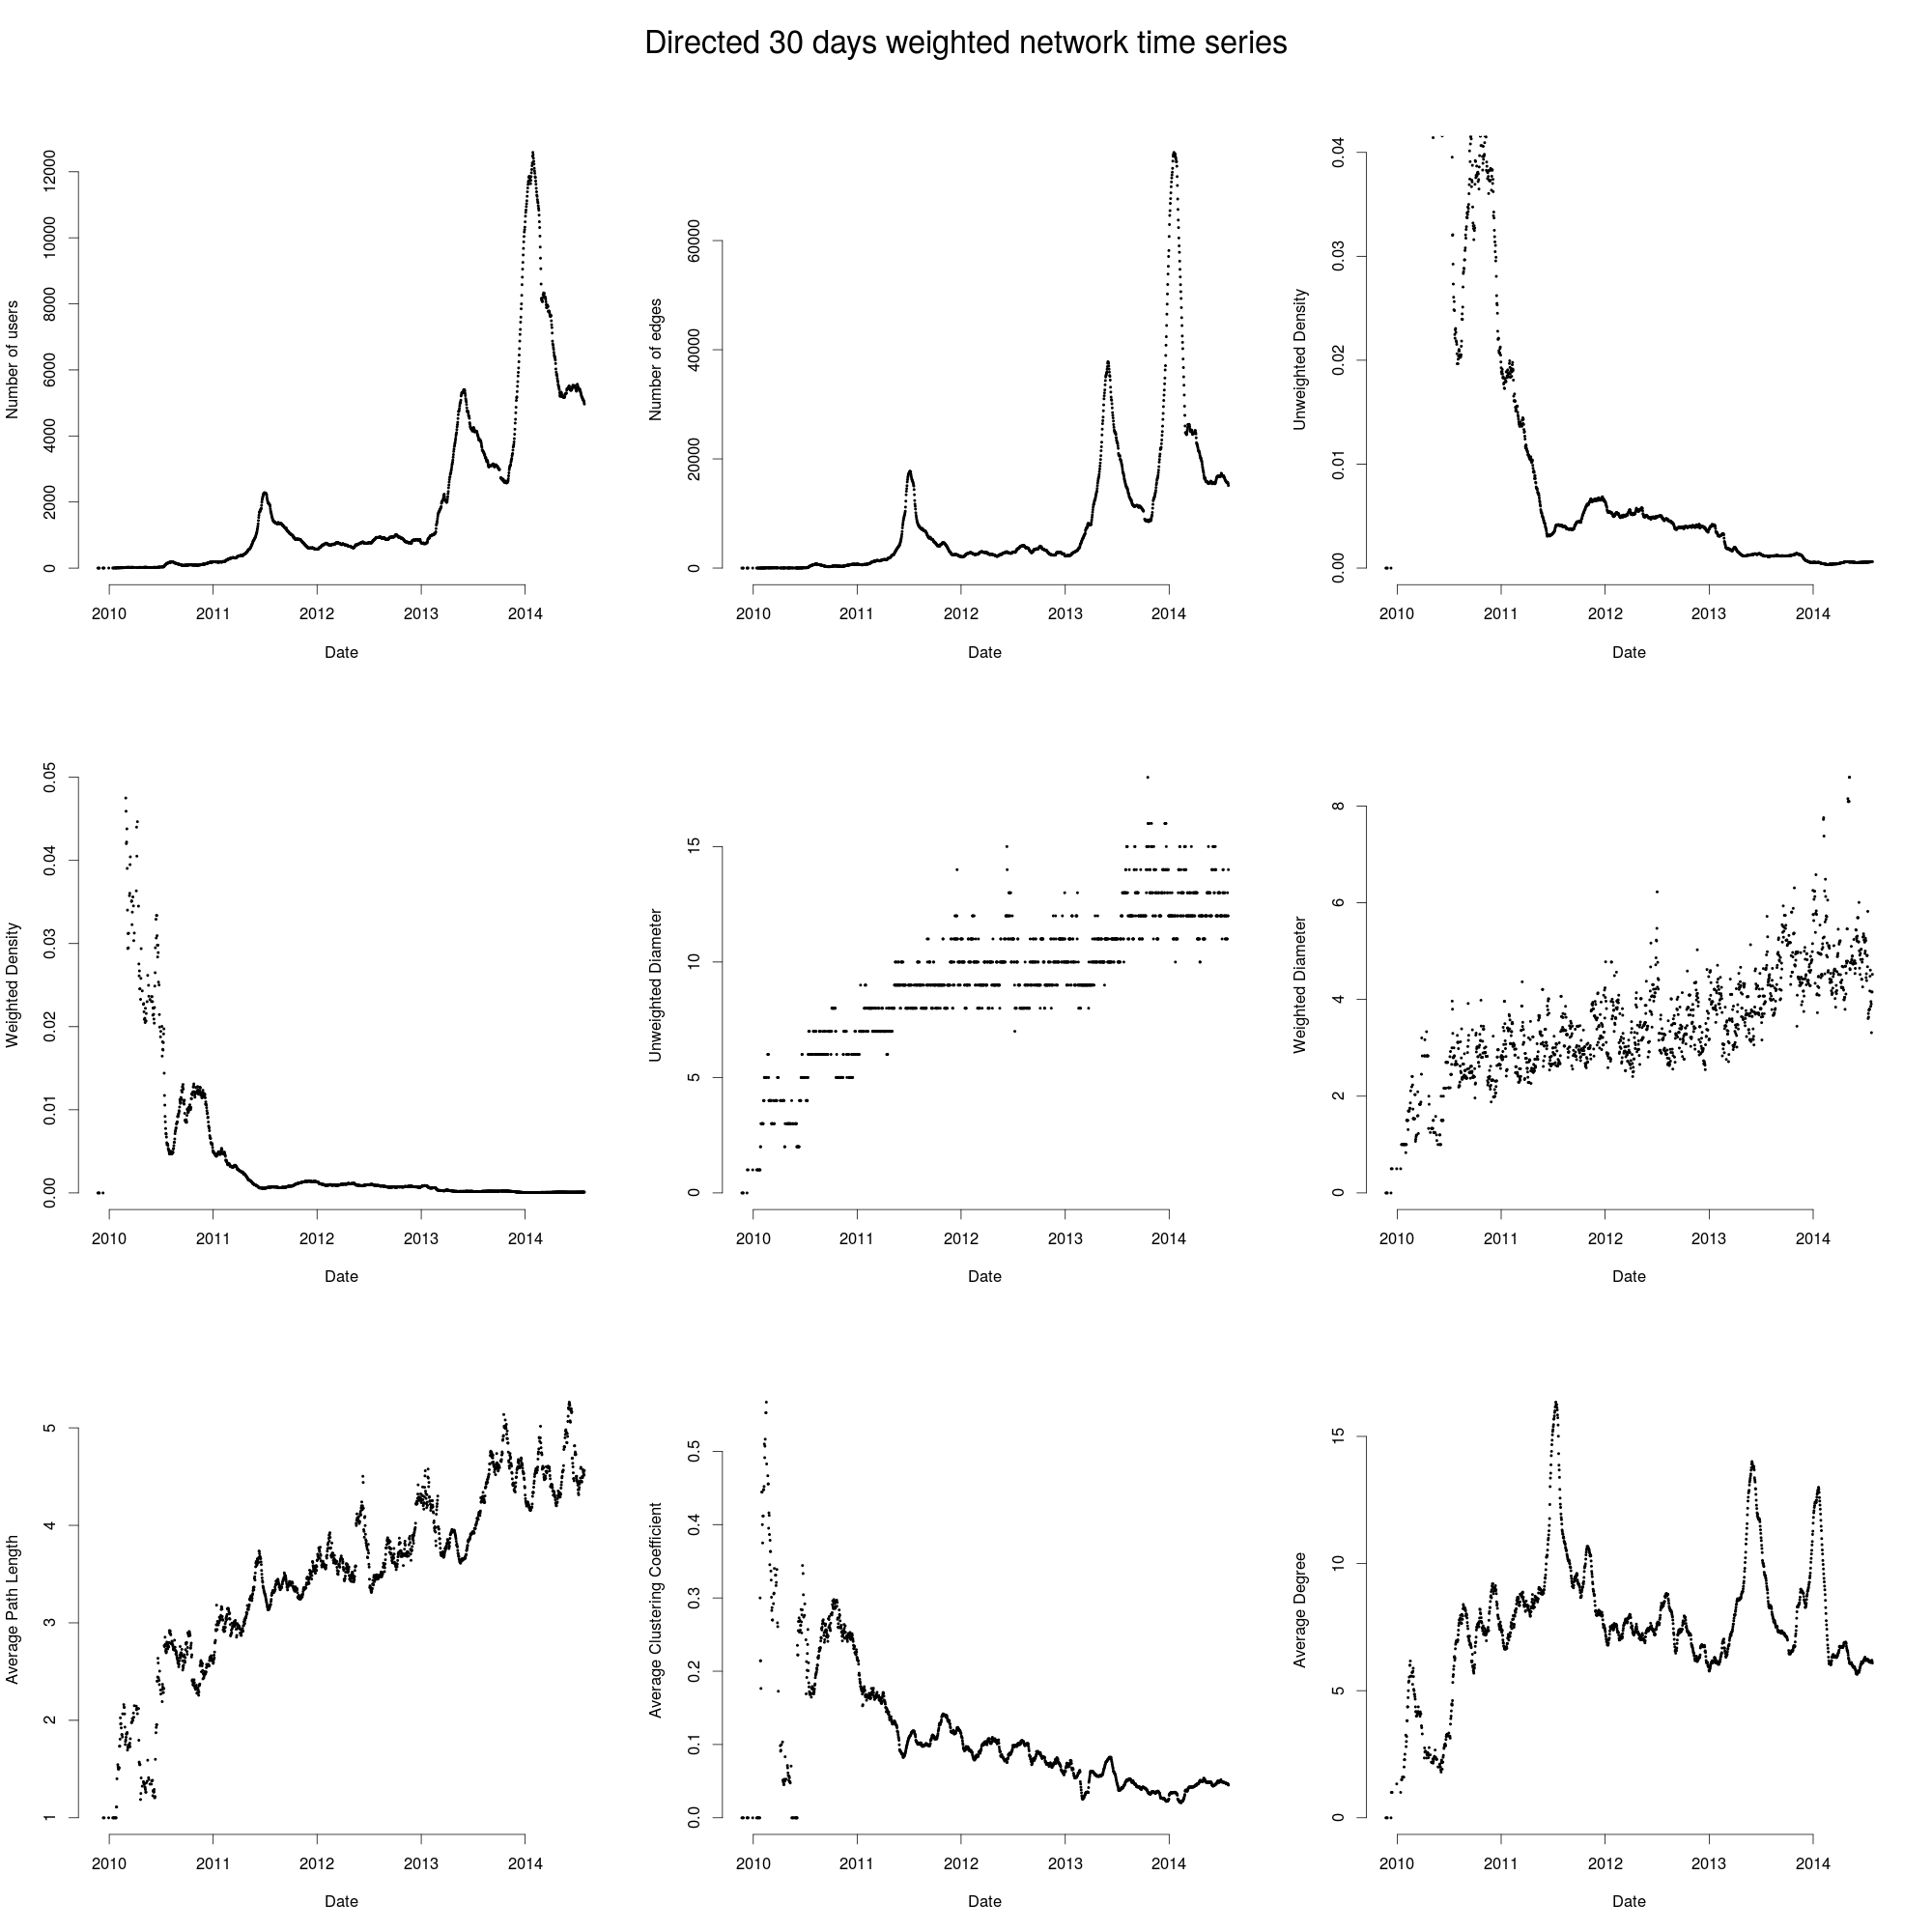 Directed 30 days weighted network time series
Number of users
0 2000 4000 6000 8000 10000 12000
2010 2011 2012 2013 2014
Date
Number of edges
0 20000 40000 60000
2010 2011 2012 2013 2014
Date
Unweighted Density
0.00 0.01 0.02 0.03 0.04
2010 2011 2012 2013 2014
Date
Weighted Density
0.00 0.01 0.02 0.03 0.04 0.05
2010 2011 2012 2013 2014
Date
Unweighted Diameter
0 5 10 15
2010 2011 2012 2013 2014
Date
Weighted Diameter
0 2 4 6 8
2010 2011 2012 2013 2014
Date
Average Path Length
1 2 3 4 5
2010 2011 2012 2013 2014
Date
Average Clustering Coefficient
0.0 0.1 0.2 0.3 0.4 0.5
2010 2011 2012 2013 2014
Date
Average Degree
0 5 10 15
2010 2011 2012 2013 2014
Date